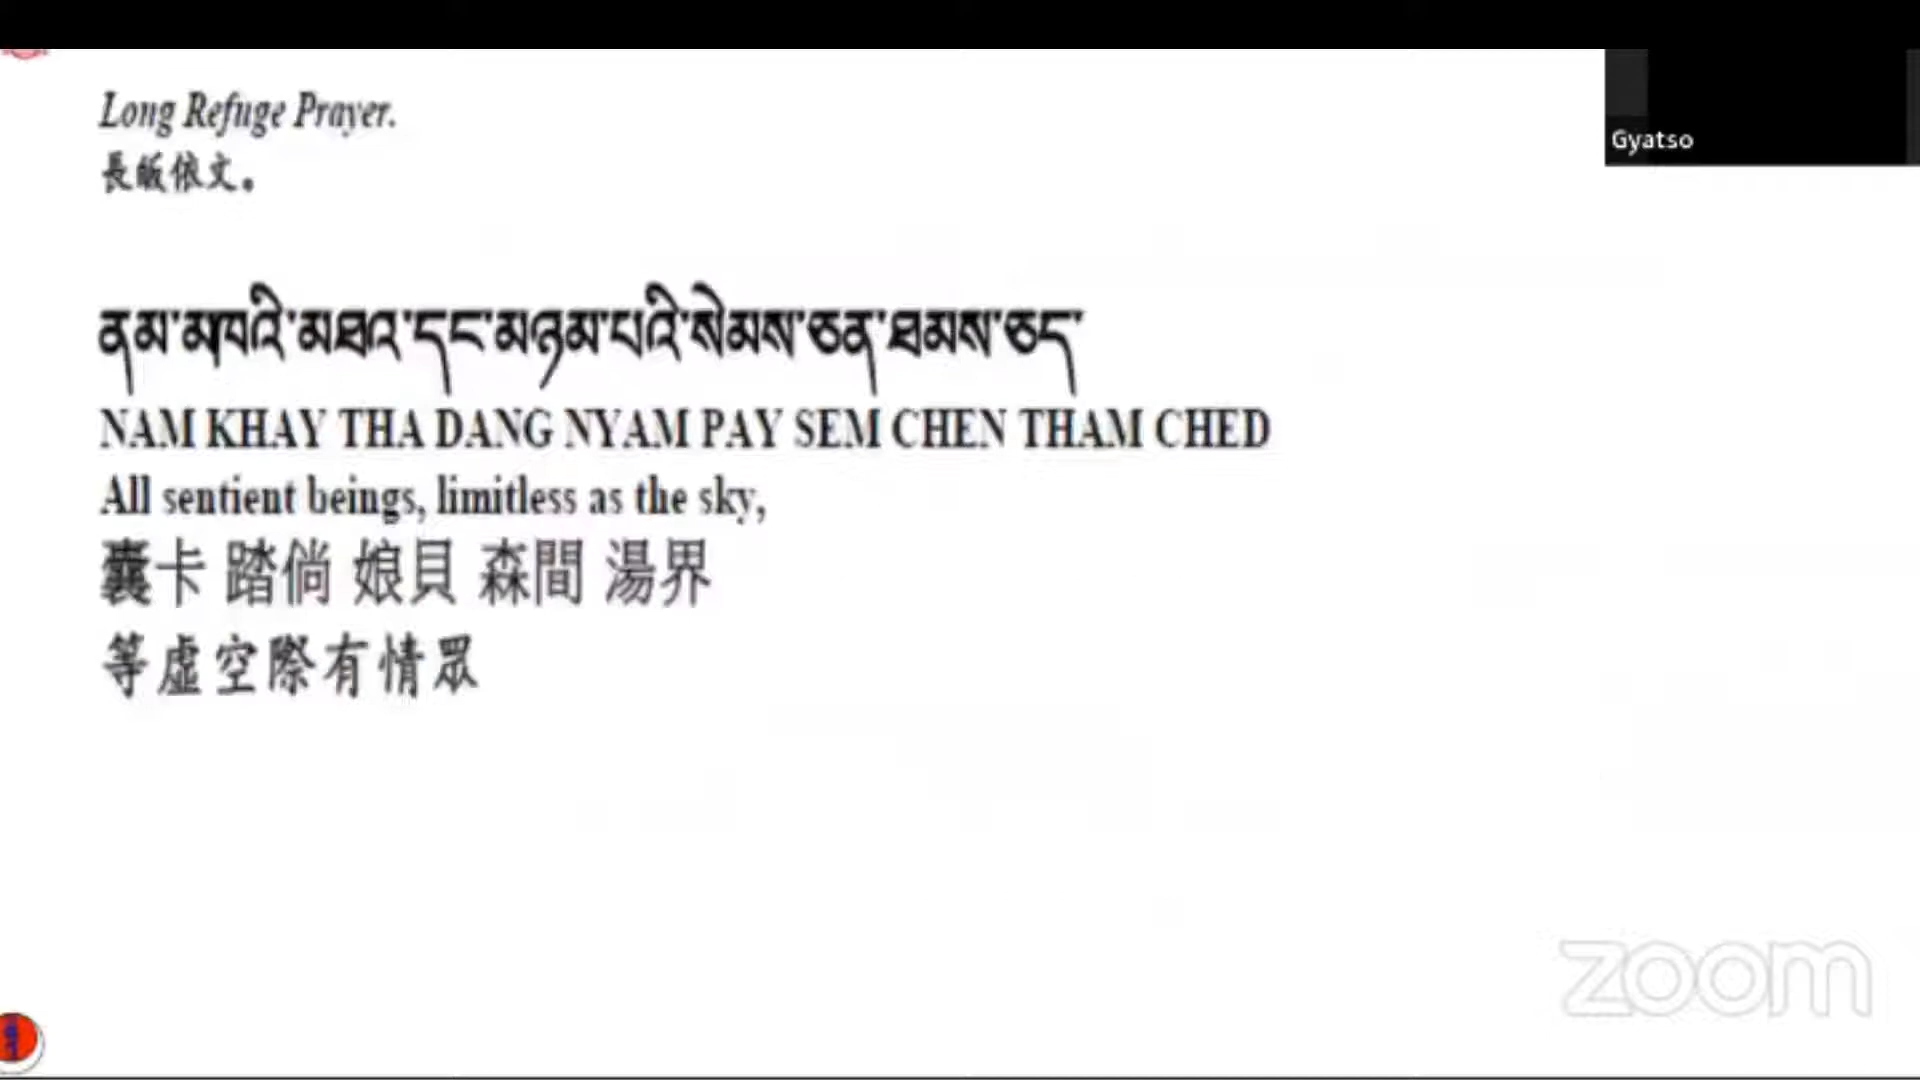 Long Refuge Prayer.
長皈依文。
Gyatso
ནམ་མཁའི་མཐའ་དང་མཉམ་པའི་སེམས་ཅན་ཐམས་ཅད་
NAM KHAY THA DANG NYAM PAY SEM CHEN THAM CHED
All sentient beings, limitless as the sky,
囊卡 踏倘 娘貝 森間 湯界
等虛空際有情眾
zoom